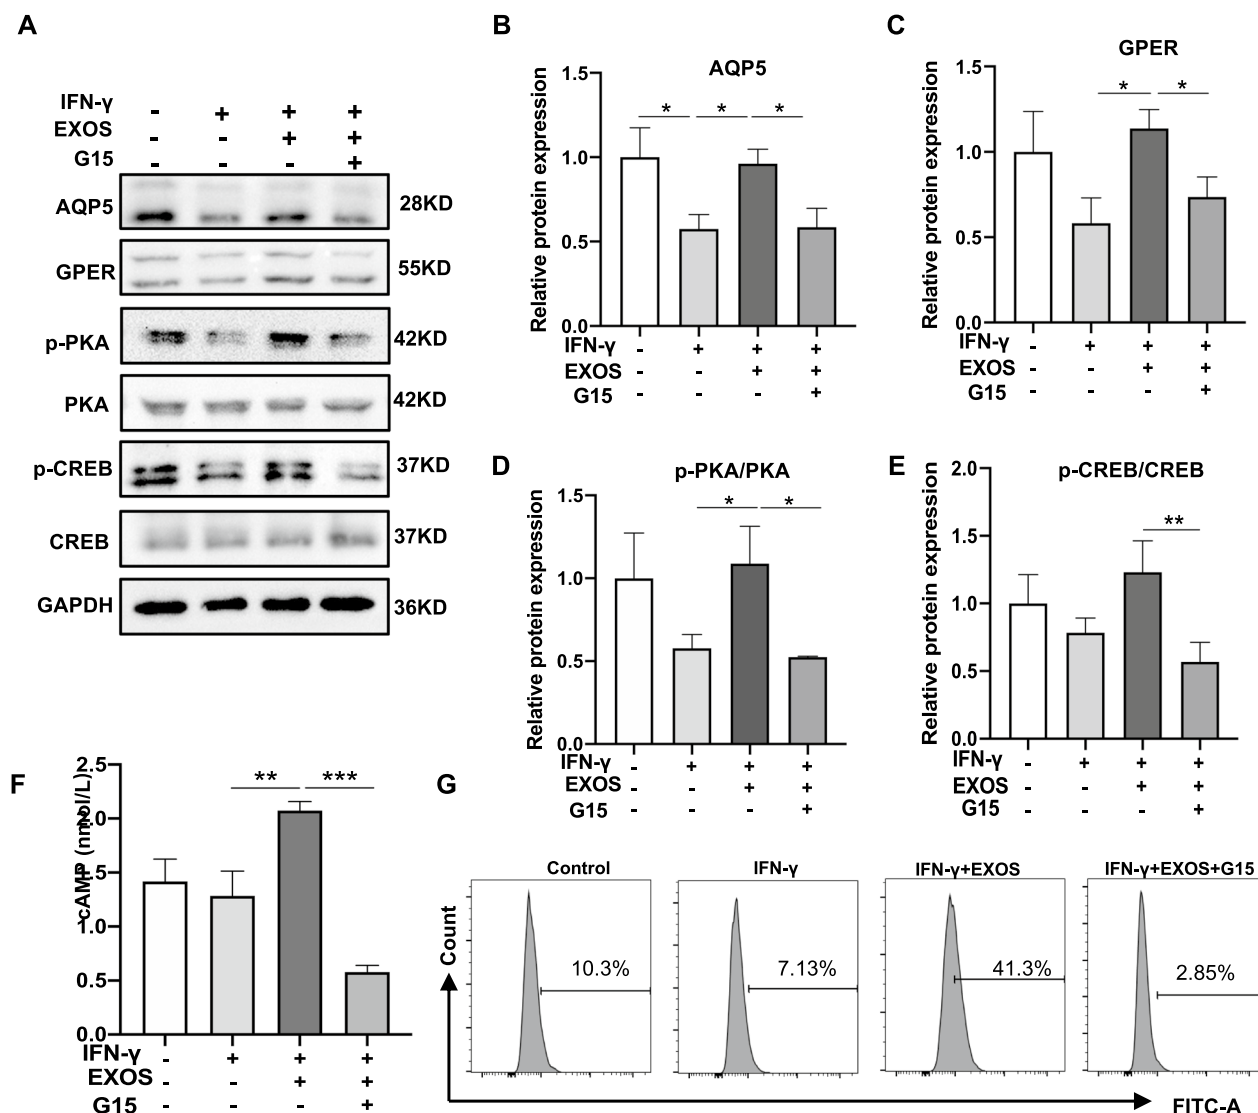 A
IFN-γ - + + +
EXOS - - + +
G15 - - - +
AQP5 28KD
GPER 55KD
p-PKA 42KD
PKA 42KD
p-CREB 37KD
CREB 37KD
GAPDH 36KD
B
AQP5
Relative protein expression
1.5
1.0
0.5
0.0
* * *
IFN-γ - + + +
EXOS - - + +
G15 - - - +
C
GPER
Relative protein expression
1.5
1.0
0.5
0.0
* *
IFN-γ - + + +
EXOS - - + +
G15 - - - +
D
p-PKA/PKA
Relative protein expression
1.5
1.0
0.5
0.0
* *
IFN-γ - + + +
EXOS - - + +
G15 - - - +
E
p-CREB/CREB
Relative protein expression
2.0
1.5
1.0
0.5
0.0
**
IFN-γ - + + +
EXOS - - + +
G15 - - - +
F
cAMP (nmol/L)
2.5
2.0
1.5
1.0
0.5
0.0
** ***
IFN-γ - + + +
EXOS - - + +
G15 - - - +
G
Count
Control
10.3%
IFN-γ
7.13%
IFN-γ+EXOS
41.3%
IFN-γ+EXOS+G15
2.85%
FITC-A